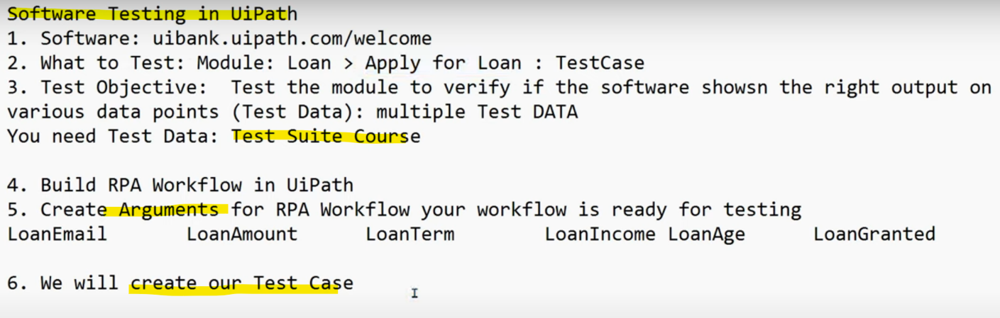 Software Testing in UiPath
1. Software: uibank.uipath.com/welcome
2. What to Test: Module: Loan > Apply for Loan : TestCase
3. Test Objective:  Test the module to verify if the software showsn the right output on
various data points (Test Data): multiple Test DATA
You need Test Data: Test Suite Course
4. Build RPA Workflow in UiPath
5. Create Arguments for RPA Workflow your workflow is ready for testing
LoanEmail LoanAmount LoanTerm LoanIncome LoanAge LoanGranted
6. We will create our Test Case